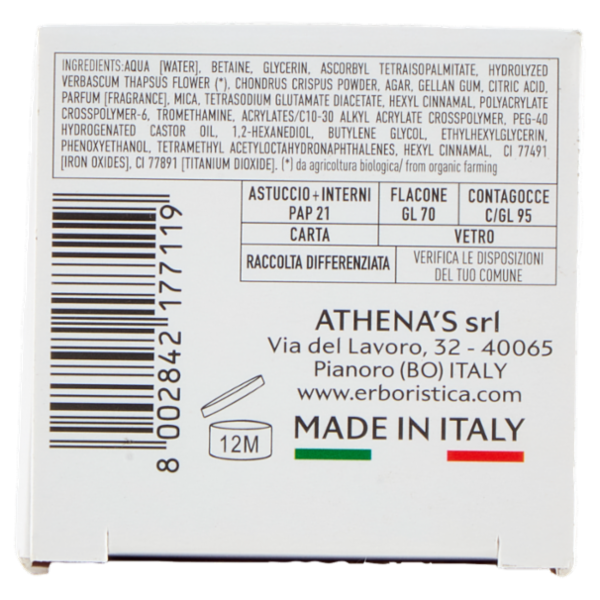 INGREDIENTS:AQUA [WATER], BETAINE, GLYCERIN, ASCORBYL TETRAISOPALMITATE, HYDROLYZED
VERBASCUM THAPSUS FLOWER (*), CHONDRUS CRISPUS POWDER, AGAR, GELLAN GUM, CITRIC ACID,
PARFUM [FRAGRANCE], MICA, TETRASODIUM GLUTAMATE DIACETATE, HEXYL CINNAMAL, POLYACRYLATE
CROSSPOLYMER-6, TROMETHAMINE, ACRYLATES/C10-30 ALKYL ACRYLATE CROSSPOLYMER, PEG-40
HYDROGENATED CASTOR OIL, 1,2-HEXANEDIOL, BUTYLENE GLYCOL, ETHYLHEXYLGLYCERIN,
PHENOXYETHANOL, TETRAMETHYL ACETYLOCTAHYDRONAPHTHALENES, HEXYL CINNAMAL, CI 77491
[IRON OXIDES], CI 77891 [TITANIUM DIOXIDE]. (*) da agricoltura biologica/ from organic farming
ASTUCCIO+INTERNI FLACONE CONTAGOCCE
PAP 21 GL 70 C/GL 95
CARTA VETRO
RACCOLTA DIFFERENZIATA VERIFICA LE DISPOSIZIONI
DEL TUO COMUNE
8 002842 177119
ATHENA'S srl
Via del Lavoro, 32 - 40065
Pianoro (BO) ITALY
www.erboristica.com
12M
MADE IN ITALY